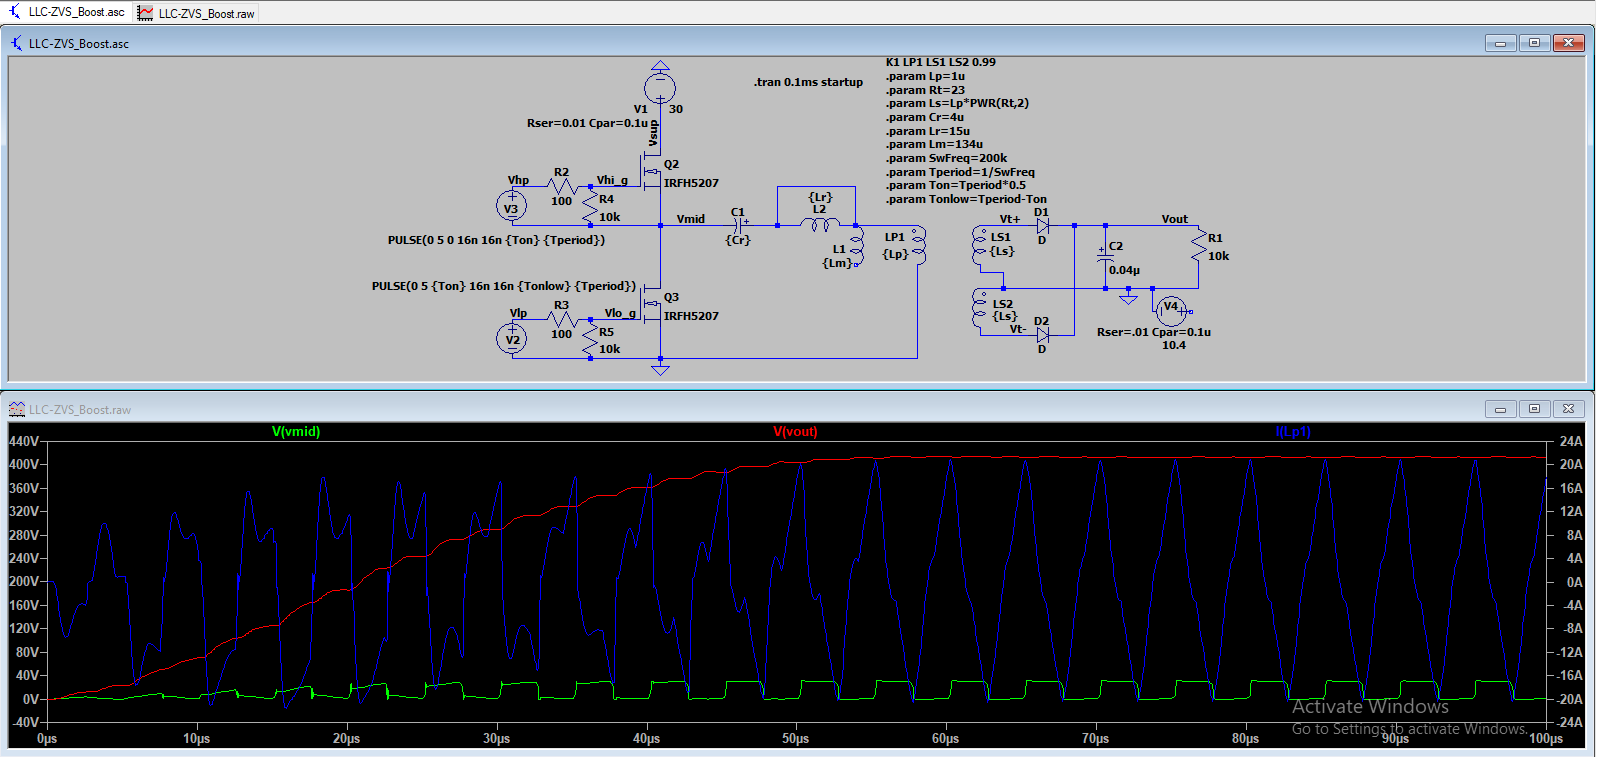 LLC-ZVS_Boost.asc
LLC-ZVS_Boost.raw
LLC-ZVS_Boost.asc
K1 LP1 LS1 LS2 0.99
.tran 0.1ms startup
.param Lp=1u
.param Rt=23
.param Ls=Lp*PWR(Rt,2)
.param Cr=4u
.param Lr=15u
.param Lm=134u
.param SwFreq=200k
.param Tperiod=1/SwFreq
.param Ton=Tperiod*0.5
.param Tonlow=Tperiod-Ton
V1
30
Rser=0.01 Cpar=0.1u
Vsup
Q2
IRFH5207
Vhp
R2
100
Vhi_g
V3
R4
10k
PULSE(0 5 0 16n 16n {Ton} {Tperiod})
Vmid
C1
{Cr}
{Lr}
L2
L1
{Lm}
LP1
{Lp}
LS1
{Ls}
Vt+
D1
D
Vout
C2
0.04µ
R1
10k
PULSE(0 5 {Ton} 16n 16n {Tonlow} {Tperiod})
Q3
IRFH5207
Vlp
R3
100
Vlo_g
V2
R5
10k
LS2
{Ls}
Vt-
D2
D
V4
Rser=.01 Cpar=0.1u
10.4
LLC-ZVS_Boost.raw
V(vmid)
V(vout)
I(Lp1)
440V
400V
360V
320V
280V
240V
200V
160V
120V
80V
40V
0V
-40V
24A
20A
16A
12A
8A
4A
0A
-4A
-8A
-12A
-16A
-20A
-24A
0µs
10µs
20µs
30µs
40µs
50µs
60µs
70µs
80µs
90µs
100µs
Activate Windows
Go to Settings to activate Windows.